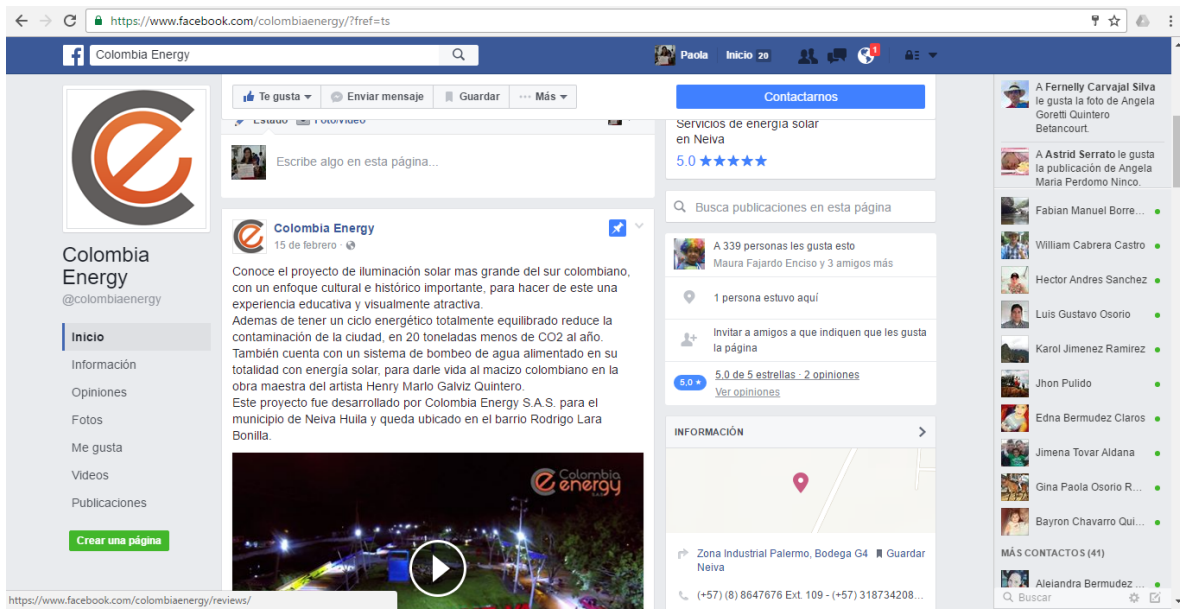 https://www.facebook.com/colombiaenergy/?fref=ts
Colombia Energy
Paola
Inicio 20
1
Te gusta
Enviar mensaje
Guardar
Más
Contactarnos
Estado
Foto/video
Escribe algo en esta página...
Colombia Energy
@colombiaenergy
Inicio
Información
Opiniones
Fotos
Me gusta
Videos
Publicaciones
Crear una página
Colombia Energy
15 de febrero ·
Conoce el proyecto de iluminación solar mas grande del sur colombiano,
con un enfoque cultural e histórico importante, para hacer de este una
experiencia educativa y visualmente atractiva.
Ademas de tener un ciclo energético totalmente equilibrado reduce la
contaminación de la ciudad, en 20 toneladas menos de CO2 al año.
También cuenta con un sistema de bombeo de agua alimentado en su
totalidad con energía solar, para darle vida al macizo colombiano en la
obra maestra del artista Henry Marlo Galviz Quintero.
Este proyecto fue desarrollado por Colombia Energy S.A.S. para el
municipio de Neiva Huila y queda ubicado en el barrio Rodrigo Lara
Bonilla.
Colombia
energy
Servicios de energía solar
en Neiva
5.0 ★★★★★
Busca publicaciones en esta página
A 339 personas les gusta esto
Maura Fajardo Enciso y 3 amigos más
1 persona estuvo aquí
Invitar a amigos a que indiquen que les gusta
la página
5,0 ★
5,0 de 5 estrellas · 2 opiniones
Ver opiniones
INFORMACIÓN
Zona Industrial Palermo, Bodega G4
Neiva
Guardar
(+57) (8) 8647676 Ext. 109 - (+57) 318734208...
A Fernelly Carvajal Silva
le gusta la foto de Angela
Goretti Quintero
Betancourt.
A Astrid Serrato le gusta
la publicación de Angela
Maria Perdomo Ninco.
Fabian Manuel Borre...
William Cabrera Castro
Hector Andres Sanchez
Luis Gustavo Osorio
Karol Jimenez Ramirez
Jhon Pulido
Edna Bermudez Claros
Jimena Tovar Aldana
Gina Paola Osorio R...
Bayron Chavarro Qui...
MÁS CONTACTOS (41)
Alejandra Bermudez ...
Buscar
https://www.facebook.com/colombiaenergy/reviews/